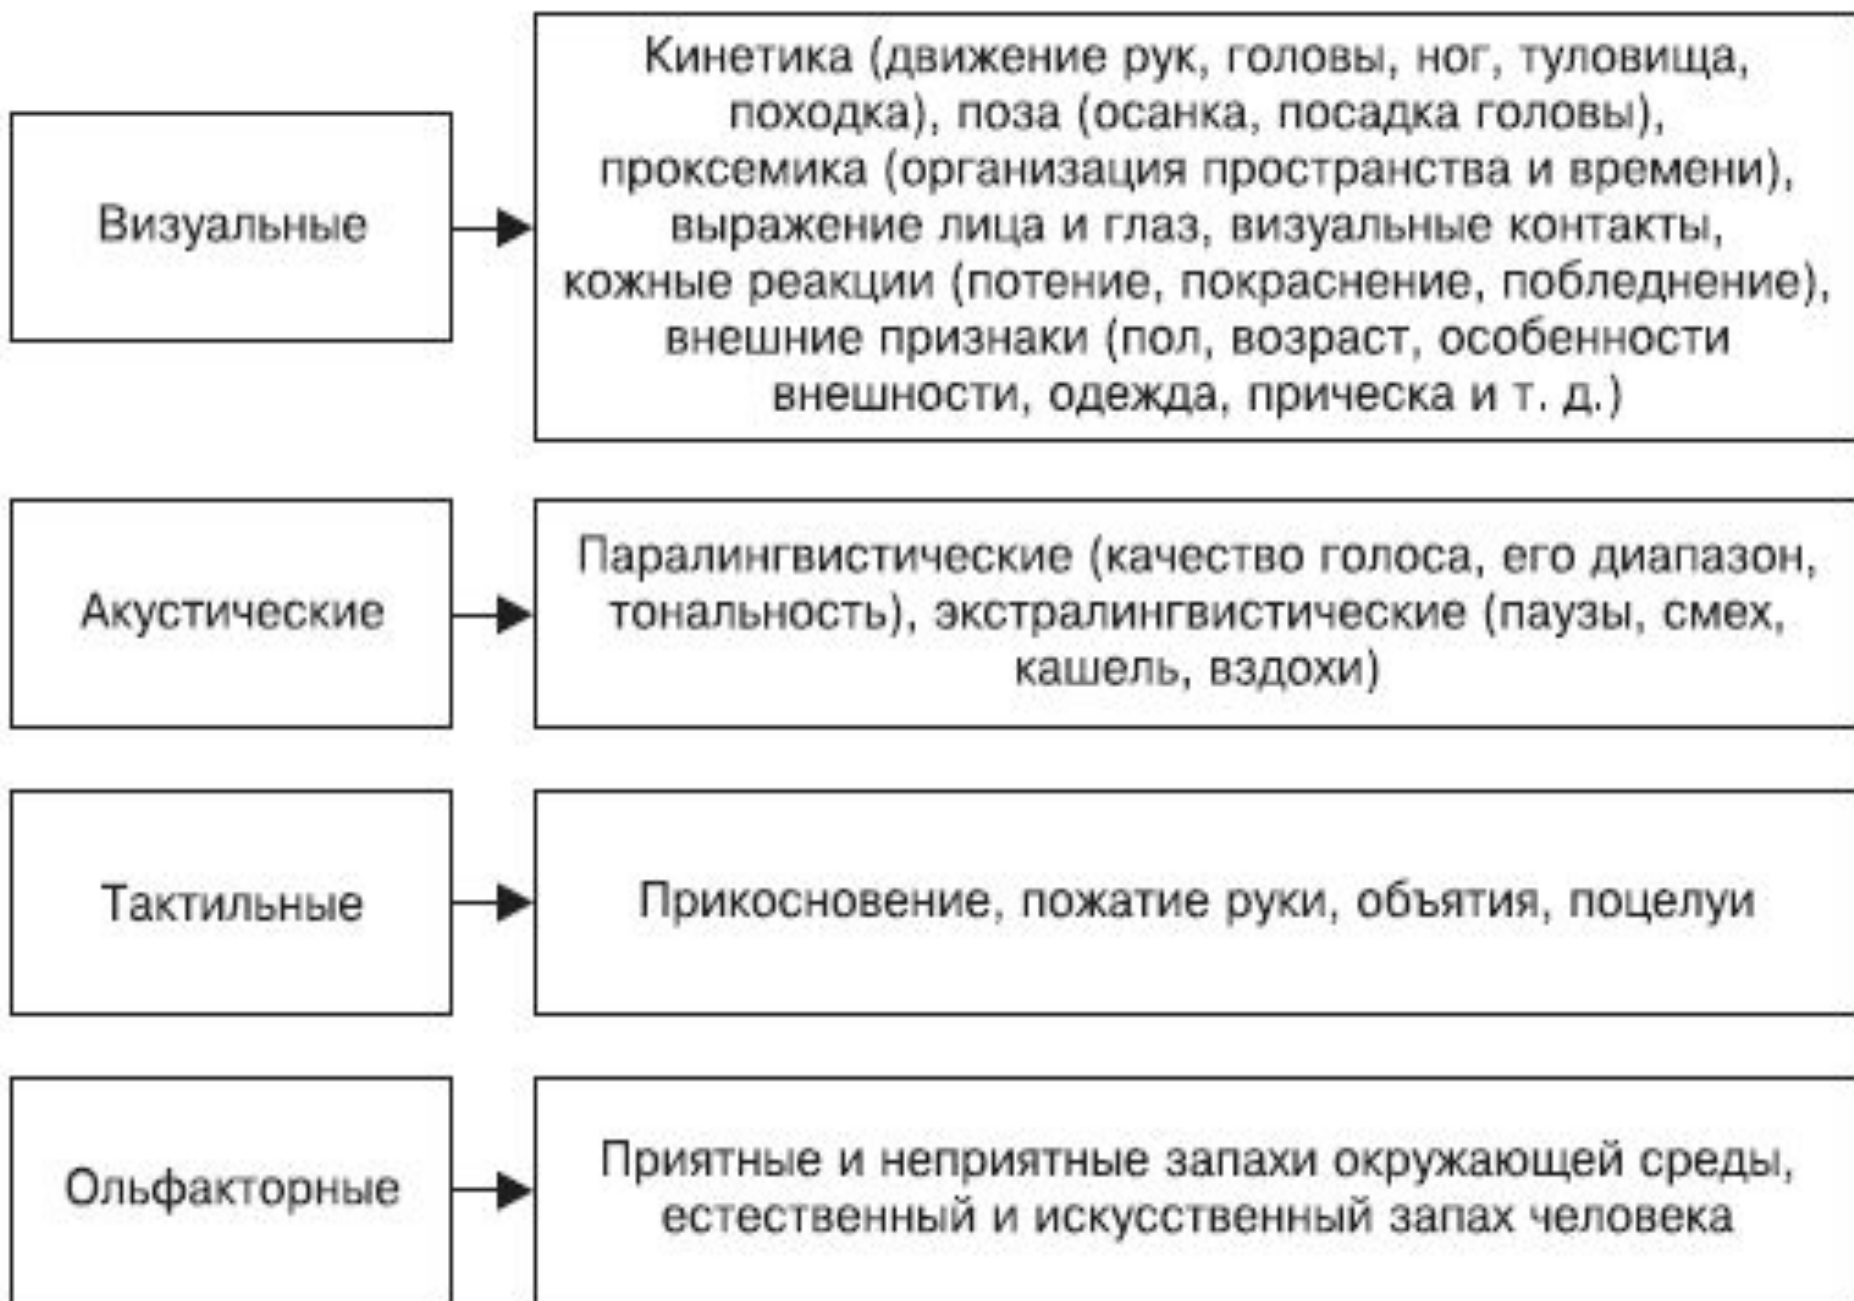 Визуальные
Кинетика (движение рук, головы, ног, туловища,
походка), поза (осанка, посадка головы),
проксемика (организация пространства и времени),
выражение лица и глаз, визуальные контакты,
кожные реакции (потение, покраснение, побледнение),
внешние признаки (пол, возраст, особенности
внешности, одежда, прическа и т. д.)
Акустические
Паралингвистические (качество голоса, его диапазон,
тональность), экстралингвистические (паузы, смех,
кашель, вздохи)
Тактильные
Прикосновение, пожатие руки, объятия, поцелуи
Ольфакторные
Приятные и неприятные запахи окружающей среды,
естественный и искусственный запах человека